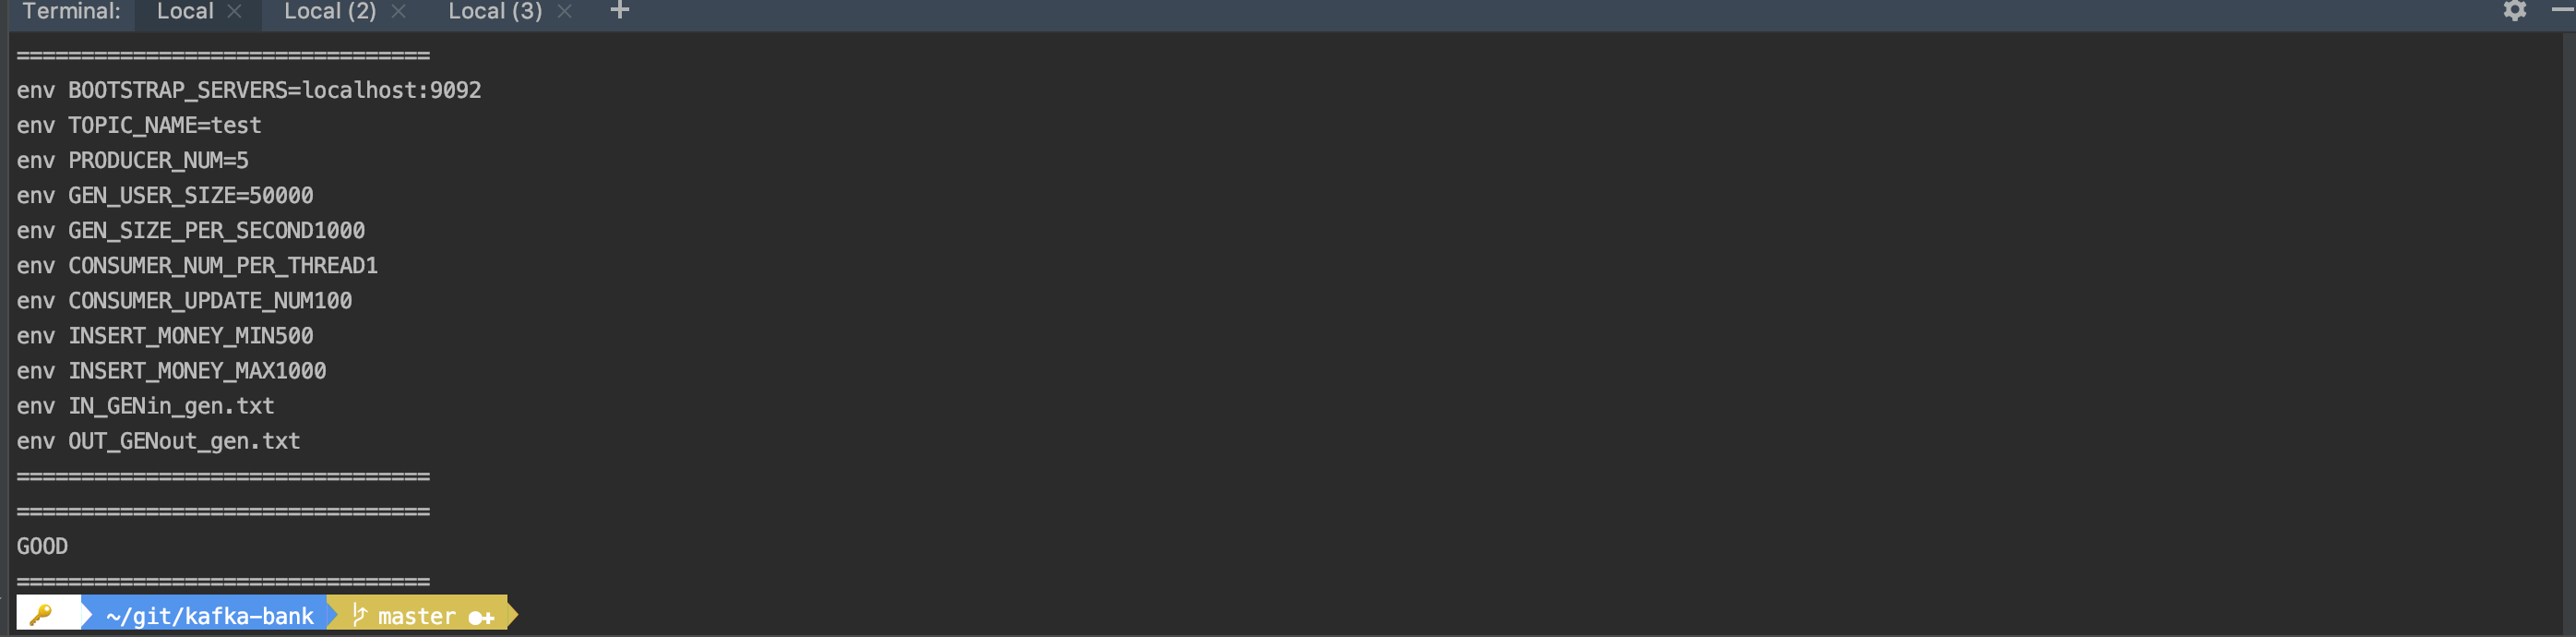 Terminal: Local Local (2) Local (3)
================================
env BOOTSTRAP_SERVERS=localhost:9092
env TOPIC_NAME=test
env PRODUCER_NUM=5
env GEN_USER_SIZE=50000
env GEN_SIZE_PER_SECOND1000
env CONSUMER_NUM_PER_THREAD1
env CONSUMER_UPDATE_NUM100
env INSERT_MONEY_MIN500
env INSERT_MONEY_MAX1000
env IN_GENin_gen.txt
env OUT_GENout_gen.txt
================================
================================
GOOD
================================
~/git/kafka-bank master ●+